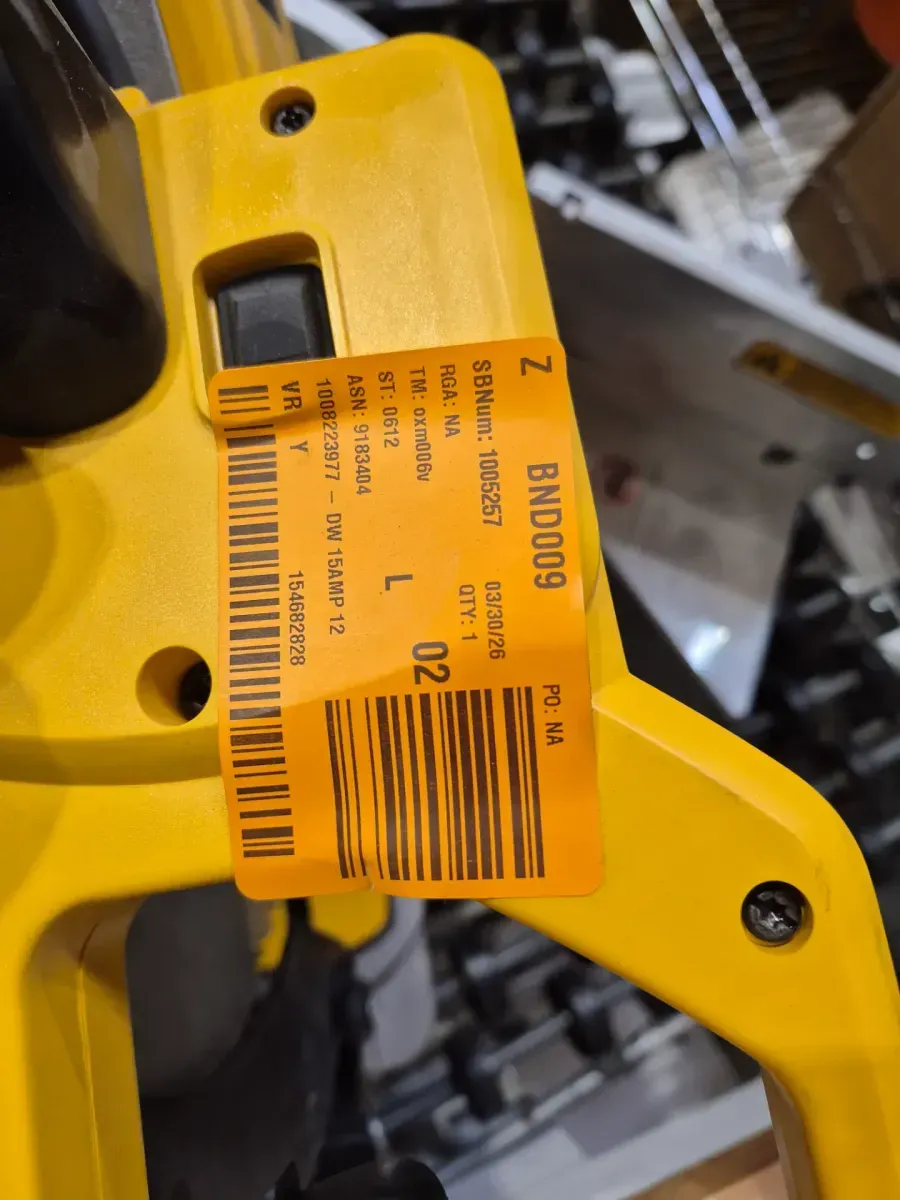 Z BND009 PO: NA
SBNum: 1005257 03/30/26
RGA: NA QTY: 1
TM: oxm006v 02
ST: 0612 L
ASN: 9183404
1008223977 – DW 15AMP 12
VR Y 154682828